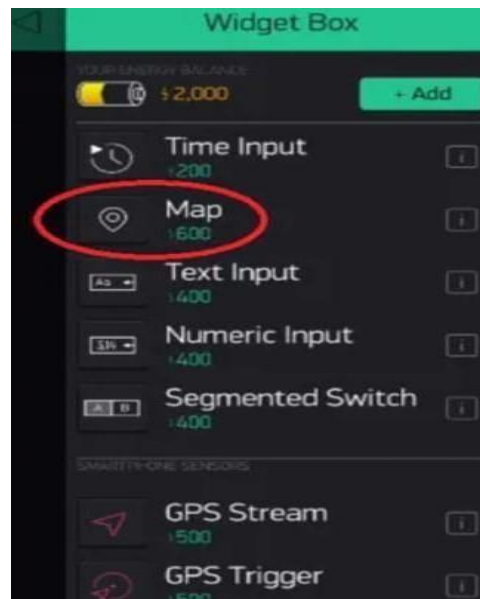 Widget Box
YOUR ENERGY BALANCE
2,000
+ Add
Time Input
200
Map
600
Text Input
400
Numeric Input
400
Segmented Switch
400
A B
SMARTPHONE SENSORS
GPS Stream
500
GPS Trigger
500